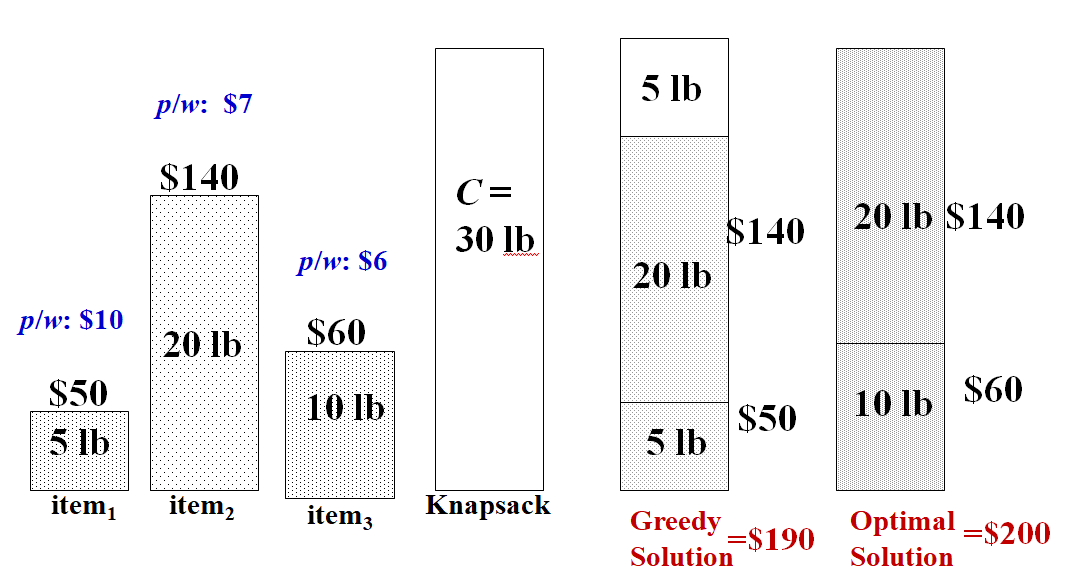 p/w: $10
$50
5 lb
item1
p/w: $7
$140
20 lb
item2
p/w: $6
$60
10 lb
item3
C =
30 lb
Knapsack
5 lb
20 lb
$140
5 lb
$50
Greedy
Solution
=$190
20 lb
$140
10 lb
$60
Optimal
Solution
=$200